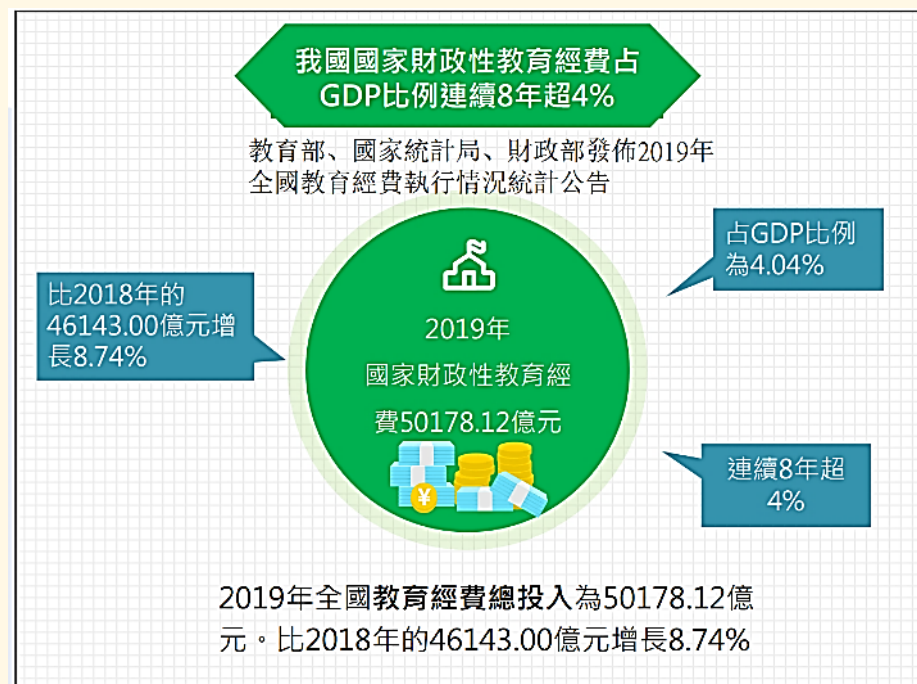 我國國家財政性教育經費占
GDP比例連續8年超4%
教育部、國家統計局、財政部發佈2019年
全國教育經費執行情況統計公告
占GDP比例
為4.04%
比2018年的
46143.00億元增
長8.74%
2019年
國家財政性教育經
費50178.12億元
¥
連續8年超
4%
2019年全國教育經費總投入為50178.12億
元。比2018年的46143.00億元增長8.74%